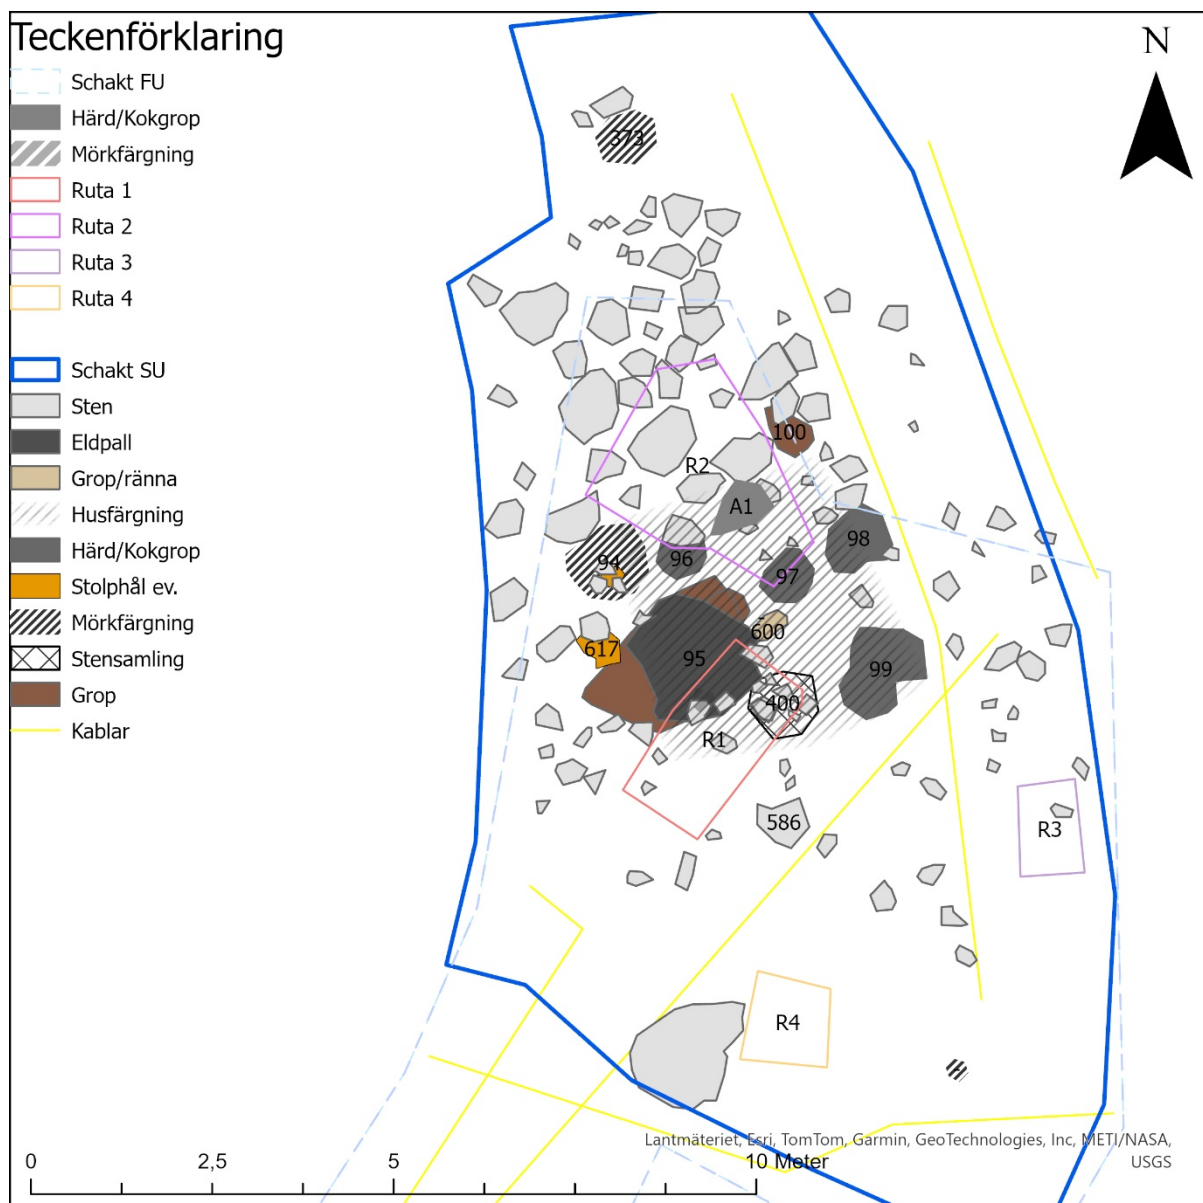 Teckenförklaring
N
Schakt FU
Härd/Kokgrop
Mörkfärgning
Ruta 1
Ruta 2
Ruta 3
Ruta 4
Schakt SU
Sten
Eldpall
Grop/ränna
Husfärgning
Härd/Kokgrop
Stolphål ev.
Mörkfärgning
Stensamling
Grop
Kablar
373
100
R2
A1
98
94
96
97
600
617
95
99
400
R1
586
R3
R4
Lantmäteriet, Esri, TomTom, Garmin, GeoTechnologies, Inc, METI/NASA,
USGS
0 2,5 5 10 Meter